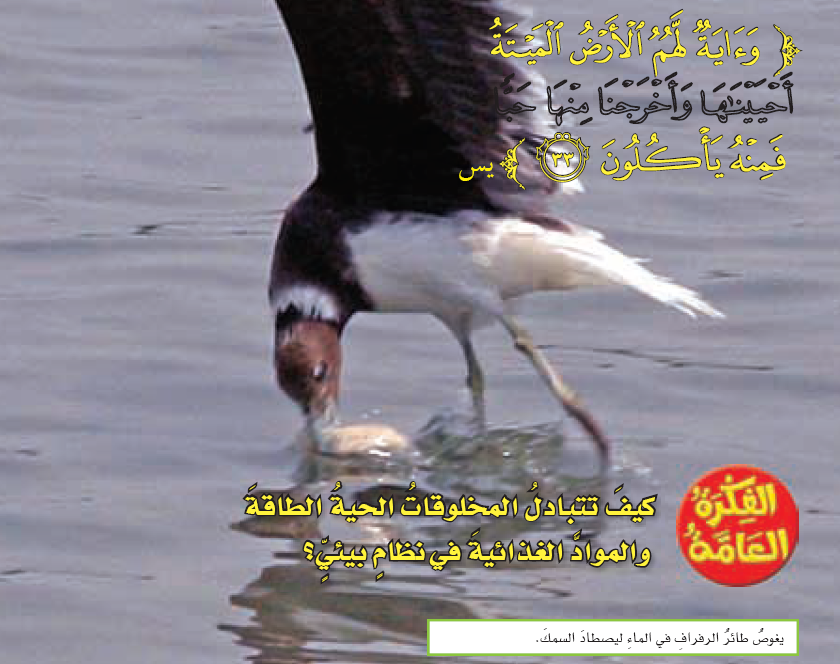 ﴿ وَءَايَةٌ لَّهُمُ ٱلْأَرْضُ ٱلْمَيْتَةُ
أَحْيَيْنَـٰهَا وَأَخْرَجْنَا مِنْهَا حَبًّا
فَمِنْهُ يَأْكُلُونَ ٣٣ ﴾ يس
الفِكْرَةُ
العَامَّةُ
كيفَ تتبادلُ المخلوقاتُ الحيةُ الطاقةَ
والموادَّ الغذائيةَ في نظامٍ بيئيٍّ؟
يغوصُ طائرُ الرفرافِ في الماءِ ليصطادَ السمكَ.